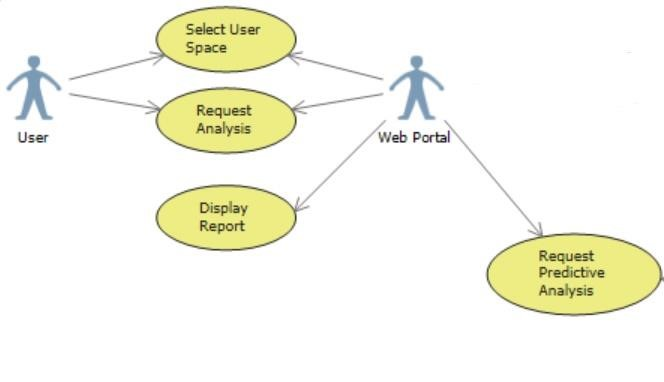 Select User
Space
Request
Analysis
User
Web Portal
Display
Report
Request
Predictive
Analysis